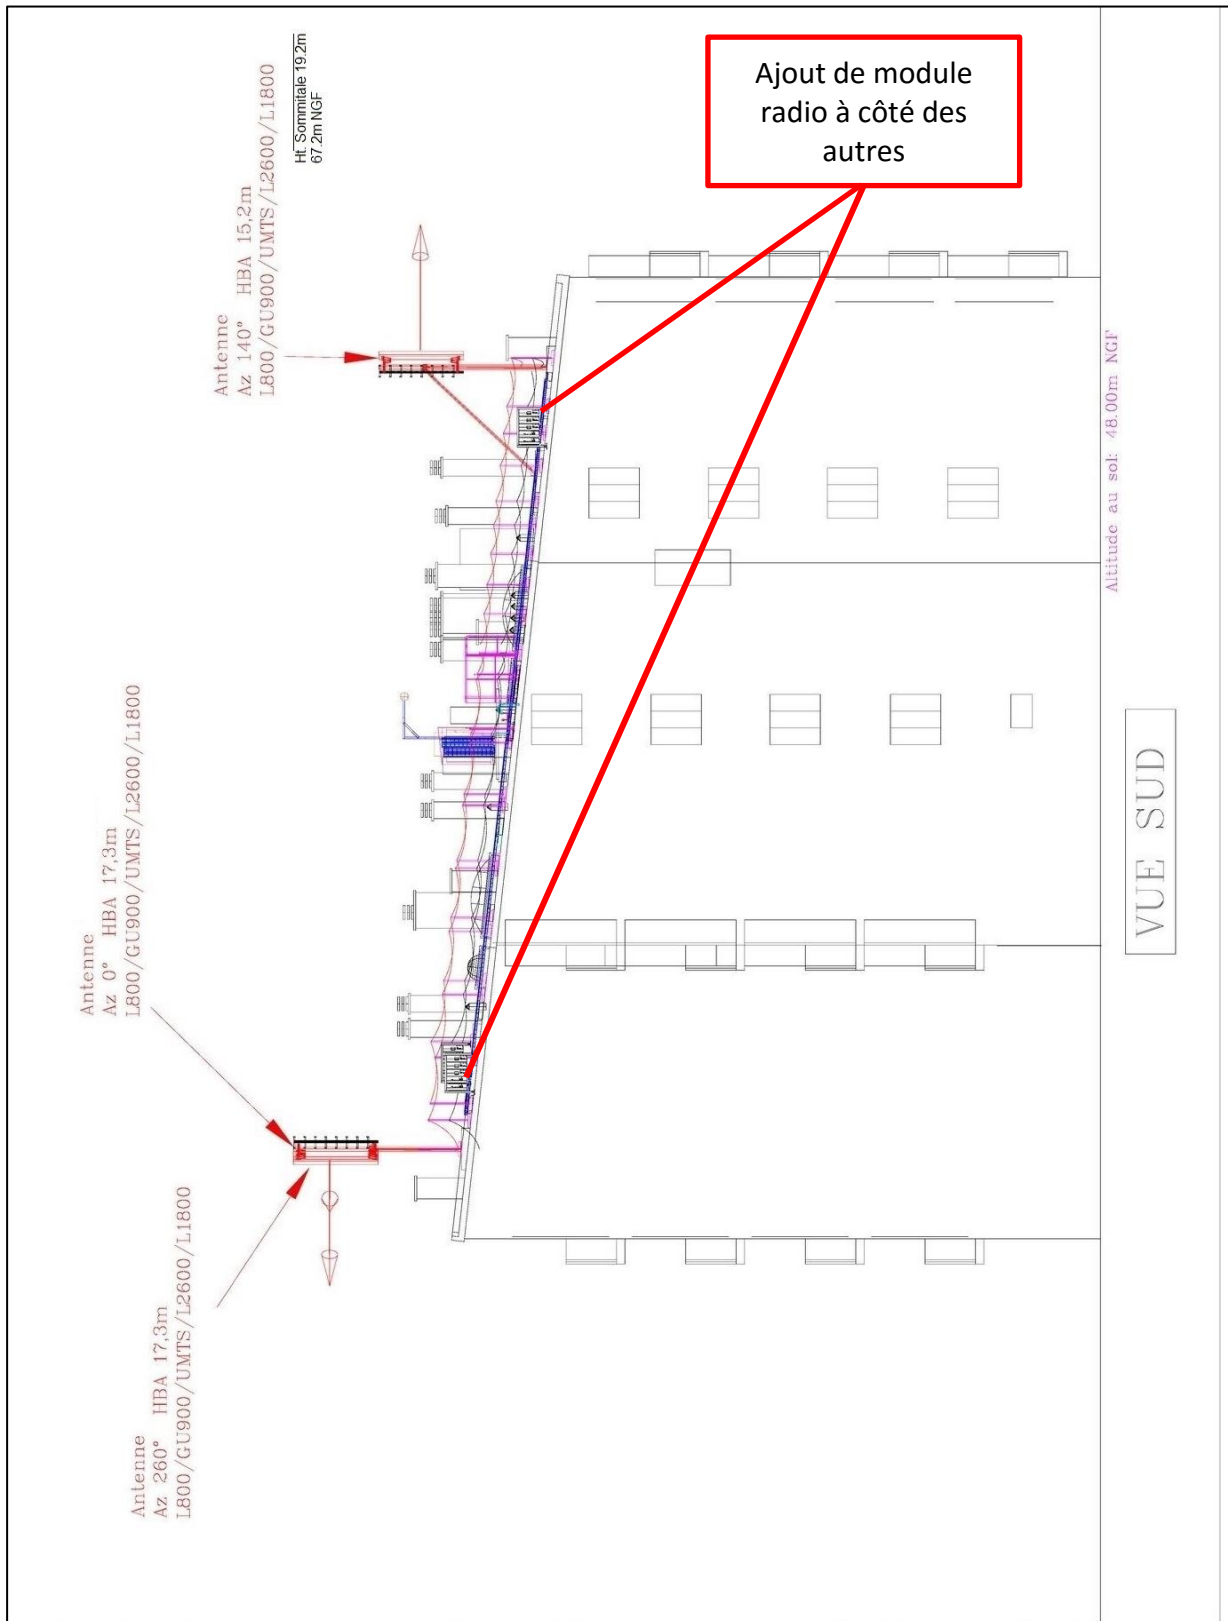 Ajout de module
radio à côté des
autres
Ht. Sommitale 19.2m
67.2m NGF
Antenne
Az 140° HBA 15,2m
L800/GU900/UMTS/L2600/L1800
Antenne
Az 0° HBA 17,3m
L800/GU900/UMTS/L2600/L1800
Antenne
Az 260° HBA 17,3m
L800/GU900/UMTS/L2600/L1800
Altitude au sol: 48.00m NGF
VUE SUD